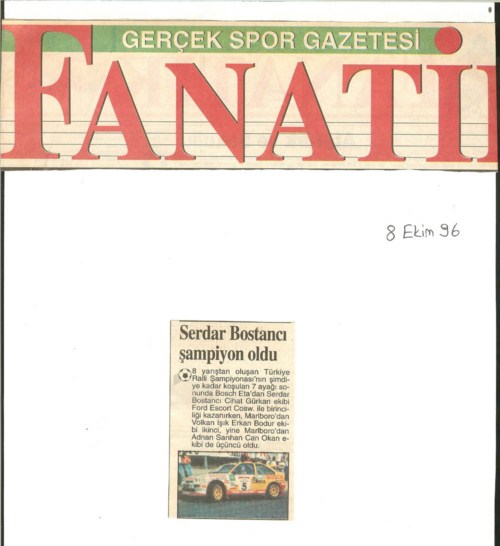 GERÇEK SPOR GAZETESİ
FANATİ
8 Ekim 96
Serdar Bostancı
şampiyon oldu
8 yarıştan oluşan Türkiye
Ralli Şampiyonası'nın şimdi-
ye kadar koşulan 7 ayağı so-
nunda Bosch Eta'dan Serdar
Bostancı Cihat Gürkan ekibi
Ford Escort Cosw. ile birinci-
liği kazanırken, Marlboro'dan
Volkan Işık Erkan Bodur eki-
bi ikinci, yine Marlboro'dan
Adnan Sarıhan Can Okan e-
kibi de üçüncü oldu.
5